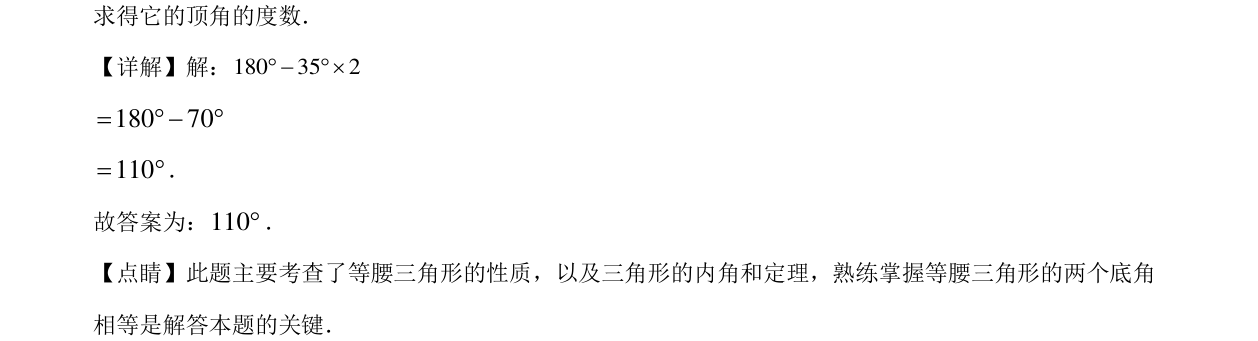 求得它的顶角的度数．
【详解】解：180°−35°×2
=180°−70°
=110°．
故答案为：110°．
【点睛】此题主要考查了等腰三角形的性质，以及三角形的内角和定理，熟练掌握等腰三角形的两个底角
相等是解答本题的关键．